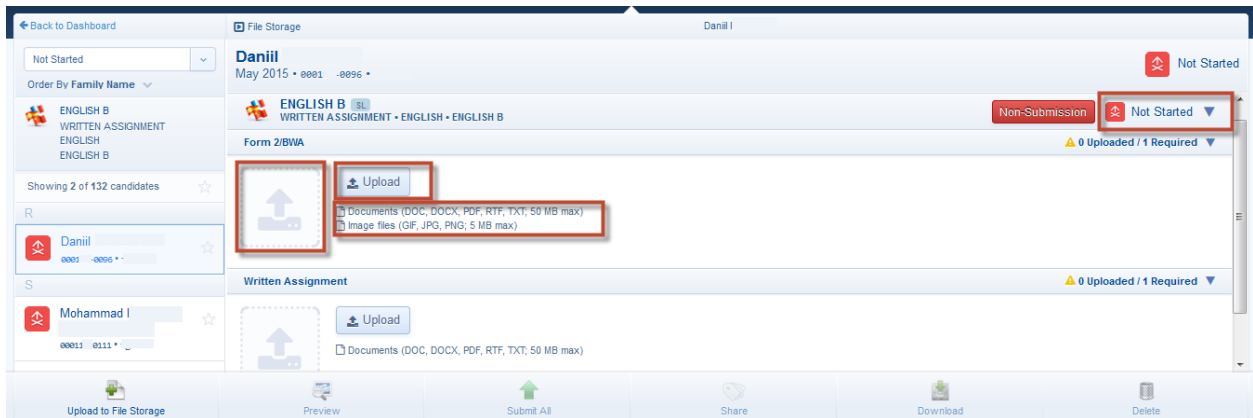 Back to Dashboard
File Storage
Daniil I
Not Started
Order By Family Name
ENGLISH B
WRITTEN ASSIGNMENT
ENGLISH
ENGLISH B
Showing 2 of 132 candidates
R
Daniil
0001 -0096 •
S
Mohammad I
00011 0111 •
Daniil
May 2015 • 0001 -0096 •
Not Started
ENGLISH B SL
WRITTEN ASSIGNMENT • ENGLISH • ENGLISH B
Non-Submission
Not Started
Form 2/BWA
0 Uploaded / 1 Required
Upload
Documents (DOC, DOCX, PDF, RTF, TXT; 50 MB max)
Image files (GIF, JPG, PNG; 5 MB max)
Written Assignment
0 Uploaded / 1 Required
Upload
Documents (DOC, DOCX, PDF, RTF, TXT; 50 MB max)
Upload to File Storage
Preview
Submit All
Share
Download
Delete